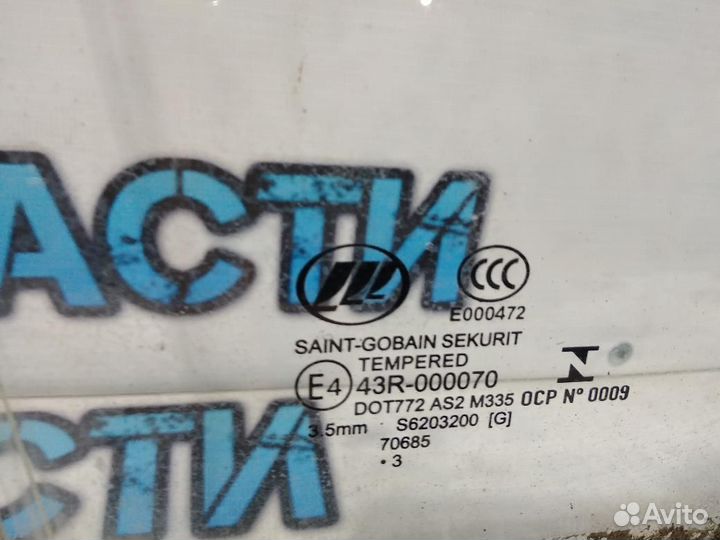 АСТИ
CCC
E000472
SAINT-GOBAIN SEKURIT
TEMPERED
E4 43R-000070
DOT772 AS2 M335 OCP Nº 0009
3.5mm S6203200 [G]
70685
• 3
СТИ
Avito